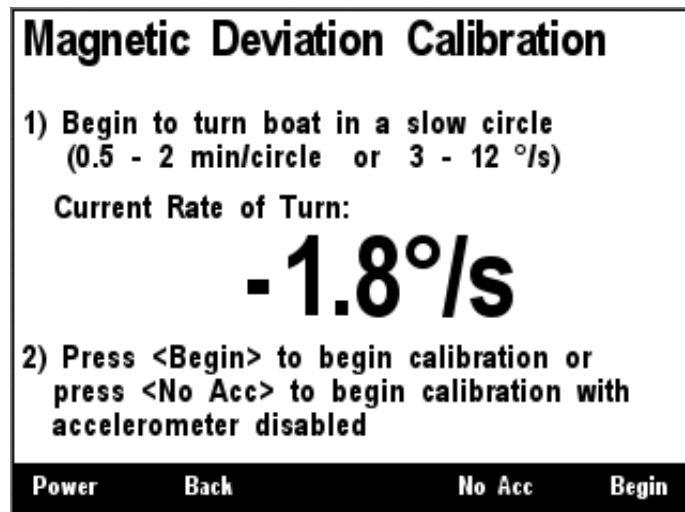 Magnetic Deviation Calibration
1) Begin to turn boat in a slow circle
(0.5 - 2 min/circle or 3 - 12 °/s)
Current Rate of Turn:
-1.8°/s
2) Press <Begin> to begin calibration or
press <No Acc> to begin calibration with
accelerometer disabled
Power Back No Acc Begin